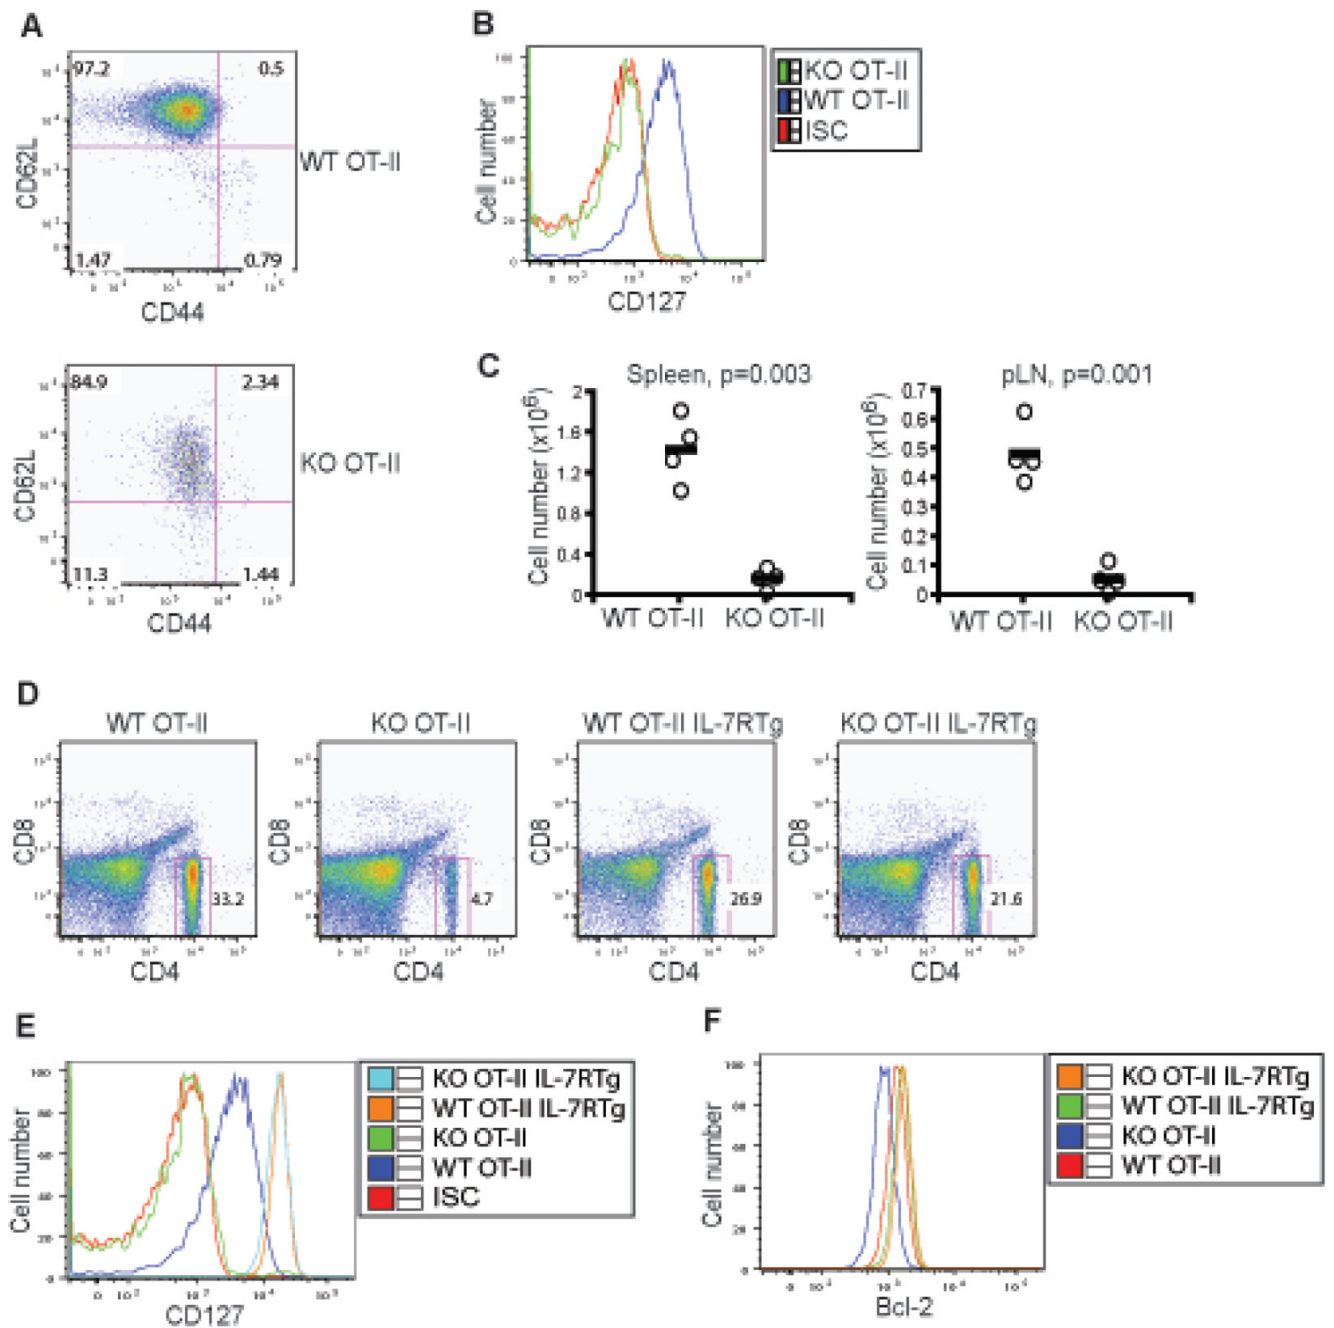 A
97.2
0.5
1.47
0.79
CD62L
CD44
WT OT-II
84.9
2.34
11.3
1.44
CD62L
CD44
KO OT-II
B
Cell number
CD127
KO OT-II
WT OT-II
ISC
C
Spleen, p=0.003
Cell number (x10⁶)
2
1.6
1.2
0.8
0.4
0
WT OT-II
KO OT-II
pLN, p=0.001
Cell number (x10⁶)
0.7
0.6
0.5
0.4
0.3
0.2
0.1
0
WT OT-II
KO OT-II
D
WT OT-II
CD8
33.2
CD4
KO OT-II
CD8
4.7
CD4
WT OT-II IL-7RTg
CD8
26.9
CD4
KO OT-II IL-7RTg
CD8
21.6
CD4
E
Cell number
CD127
KO OT-II IL-7RTg
WT OT-II IL-7RTg
KO OT-II
WT OT-II
ISC
F
Cell number
Bcl-2
KO OT-II IL-7RTg
WT OT-II IL-7RTg
KO OT-II
WT OT-II